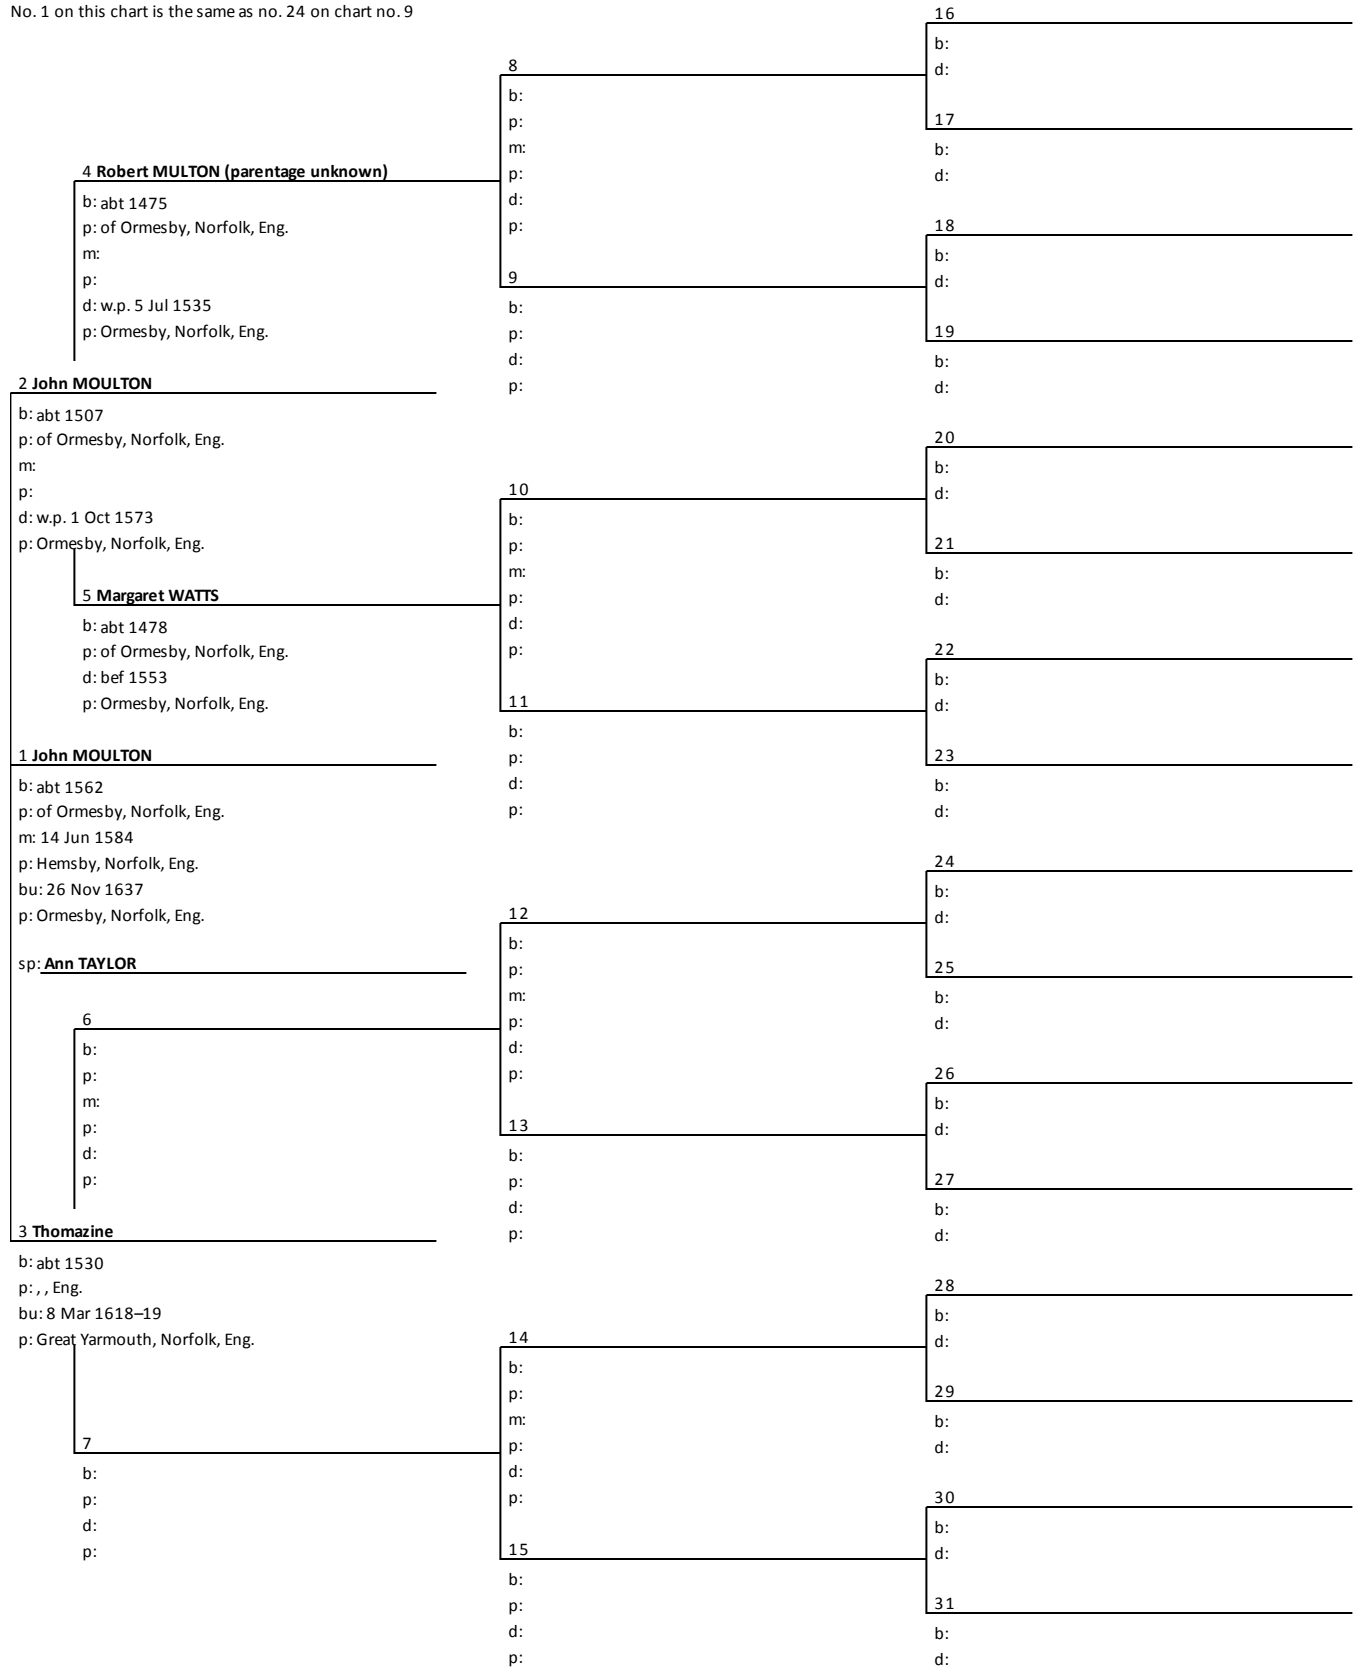 No. 1 on this chart is the same as no. 24 on chart no. 9
4 Robert MULTON (parentage unknown)
b: abt 1475
p: of Ormesby, Norfolk, Eng.
m:
p:
d: w.p. 5 Jul 1535
p: Ormesby, Norfolk, Eng.
2 John MOULTON
b: abt 1507
p: of Ormesby, Norfolk, Eng.
m:
p:
d: w.p. 1 Oct 1573
p: Ormesby, Norfolk, Eng.
5 Margaret WATTS
b: abt 1478
p: of Ormesby, Norfolk, Eng.
d: bef 1553
p: Ormesby, Norfolk, Eng.
1 John MOULTON
b: abt 1562
p: of Ormesby, Norfolk, Eng.
m: 14 Jun 1584
p: Hemsby, Norfolk, Eng.
bu: 26 Nov 1637
p: Ormesby, Norfolk, Eng.
sp: Ann TAYLOR
6
b:
p:
m:
p:
d:
p:
3 Thomazine
b: abt 1530
p: , , Eng.
bu: 8 Mar 1618–19
p: Great Yarmouth, Norfolk, Eng.
7
b:
p:
d:
p:
8
b:
p:
m:
p:
d:
p:
9
b:
p:
d:
p:
10
b:
p:
m:
p:
d:
p:
11
b:
p:
d:
p:
12
b:
p:
m:
p:
d:
p:
13
b:
p:
d:
p:
14
b:
p:
m:
p:
d:
p:
15
b:
p:
d:
p:
16
b:
d:
17
b:
d:
18
b:
d:
19
b:
d:
20
b:
d:
21
b:
d:
22
b:
d:
23
b:
d:
24
b:
d:
25
b:
d:
26
b:
d:
27
b:
d:
28
b:
d:
29
b:
d:
30
b:
d:
31
b:
d: